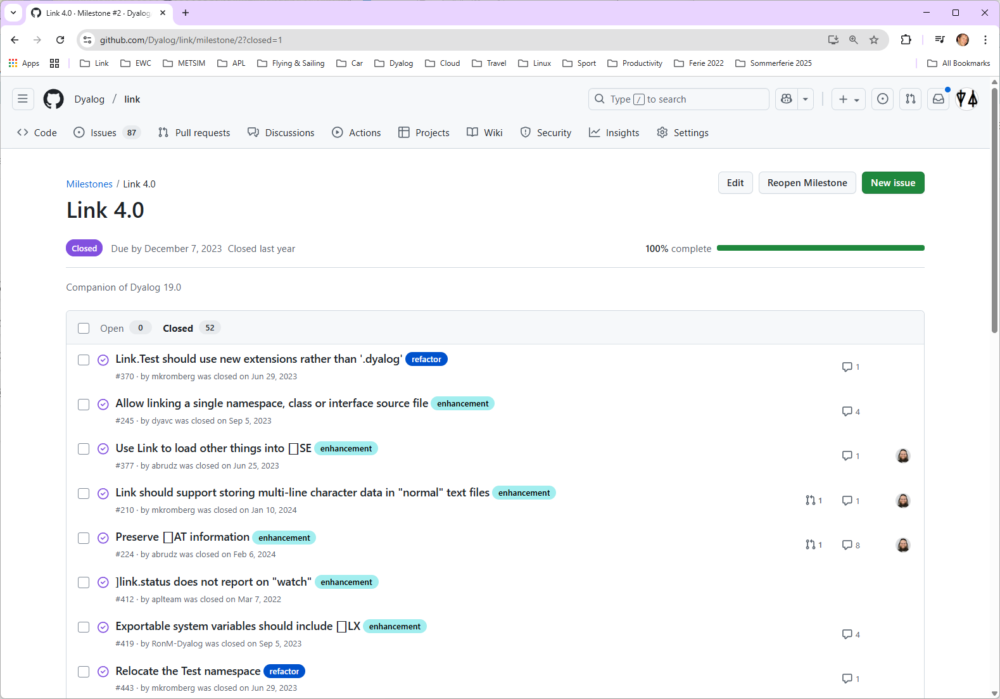 Link 4.0 · Milestone #2 · Dyalog
github.com/Dyalog/link/milestone/2?closed=1
Apps Link EWC METSIM APL Flying & Sailing Car Dyalog Cloud Travel Linux Sport Productivity Ferie 2022 Sommerferie 2025 All Bookmarks
Dyalog / link Type / to search
Code Issues 87 Pull requests Discussions Actions Projects Wiki Security Insights Settings
Milestones / Link 4.0 Edit Reopen Milestone New issue
Link 4.0
Closed Due by December 7, 2023 Closed last year 100% complete
Companion of Dyalog 19.0
Open 0 Closed 52
Link.Test should use new extensions rather than '.dyalog' refactor 1
#370 · by mkromberg was closed on Jun 29, 2023
Allow linking a single namespace, class or interface source file enhancement 4
#245 · by dyavc was closed on Sep 5, 2023
Use Link to load other things into ⎕SE enhancement 1
#377 · by abrudz was closed on Jun 25, 2023
Link should support storing multi-line character data in "normal" text files enhancement 1 1
#210 · by mkromberg was closed on Jan 10, 2024
Preserve ⎕AT information enhancement 1 8
#224 · by abrudz was closed on Feb 6, 2024
]link.status does not report on "watch" enhancement
#412 · by aplteam was closed on Mar 7, 2022
Exportable system variables should include ⎕LX enhancement 4
#419 · by RonM-Dyalog was closed on Sep 5, 2023
Relocate the Test namespace refactor 1
#443 · by mkromberg was closed on Jun 29, 2023